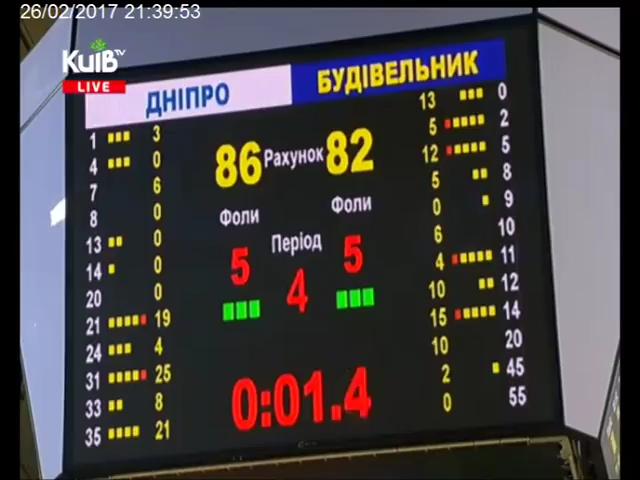 26/02/2017 21:39:53
КиїВ TV
LIVE
ДНІПРО БУДІВЕЛЬНИК
1 3 13 0
4 0 5 2
7 6 12 5
8 0 5 8
13 0 0 9
14 0 6 10
20 0 4 11
21 19 10 12
24 4 15 14
31 25 10 20
33 8 2 45
35 21 0 55
86 Рахунок 82
Фоли Фоли
Період
5 4 5
0:01.4